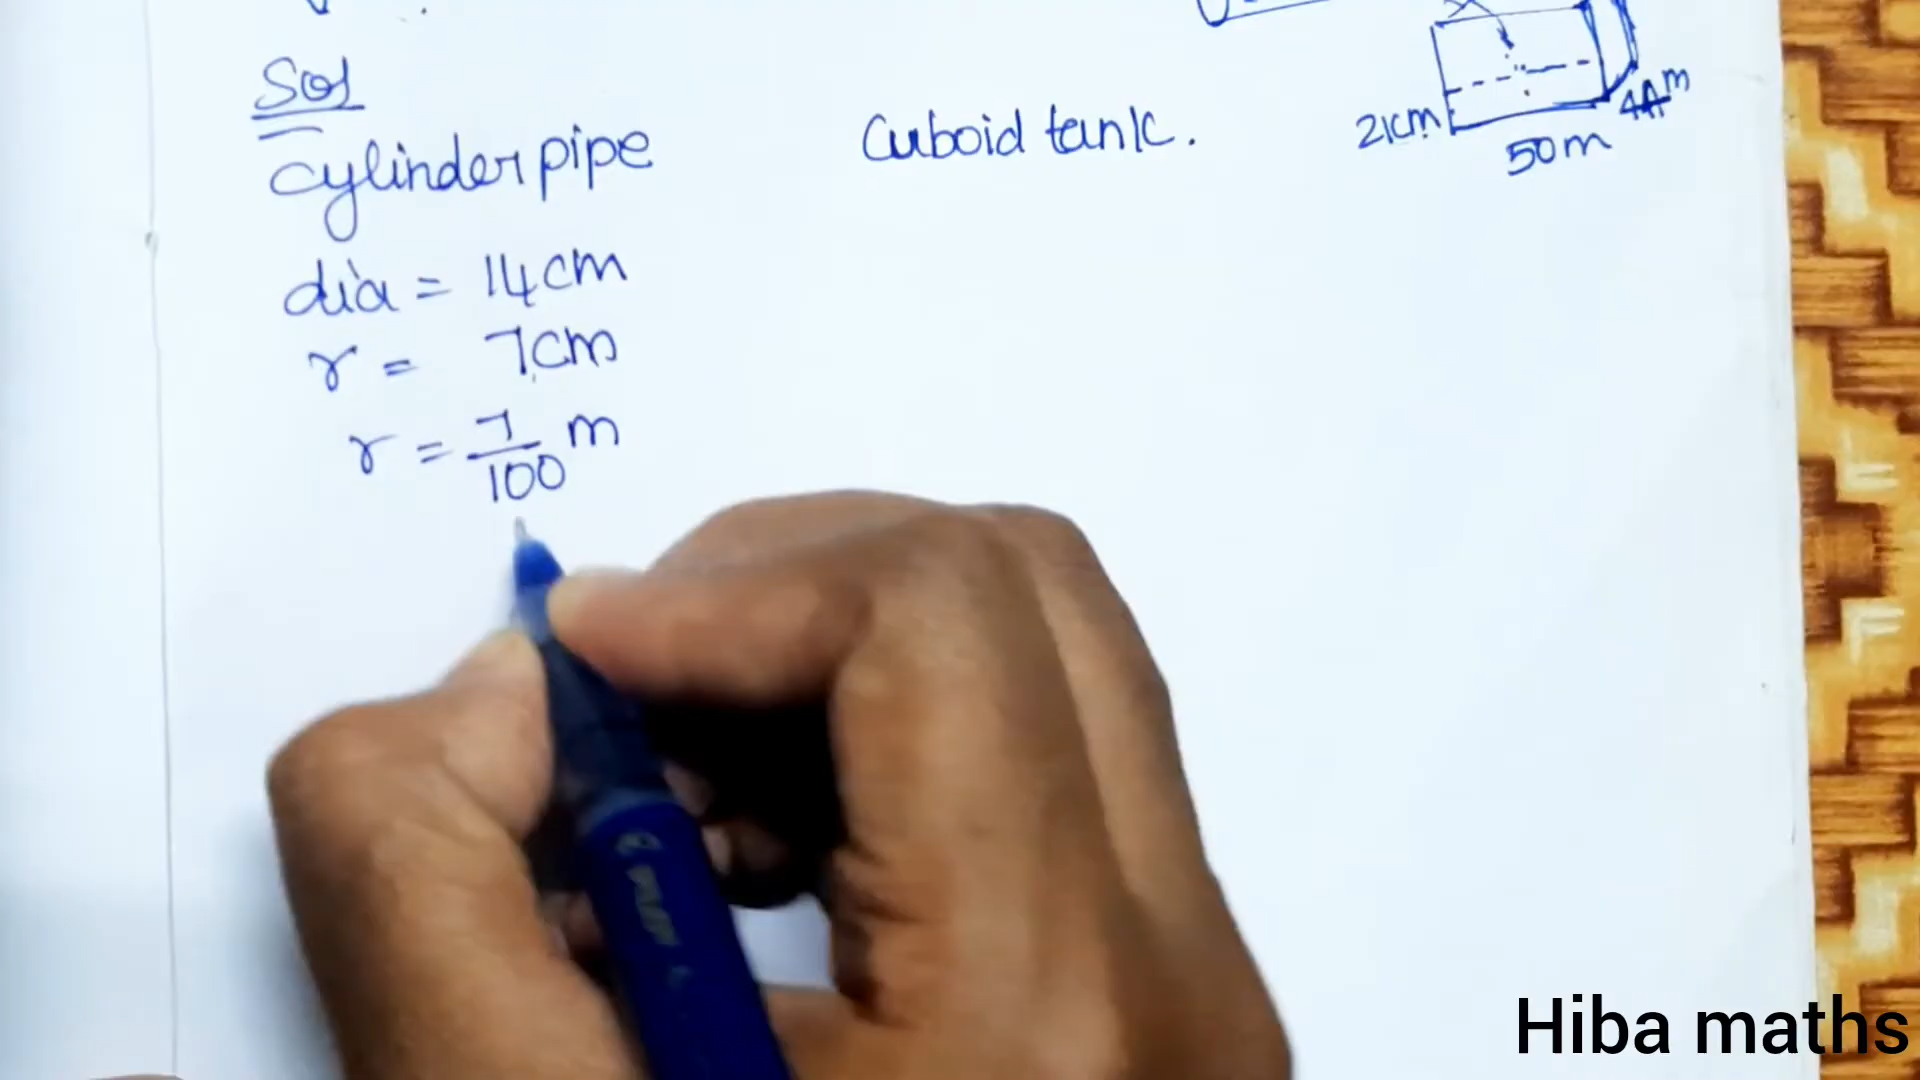 Sol
Cylinder pipe
dia = 14cm
r = 7cm
r = 7/100 m
Cuboid tank.
21cm
50m
44m
Hiba maths